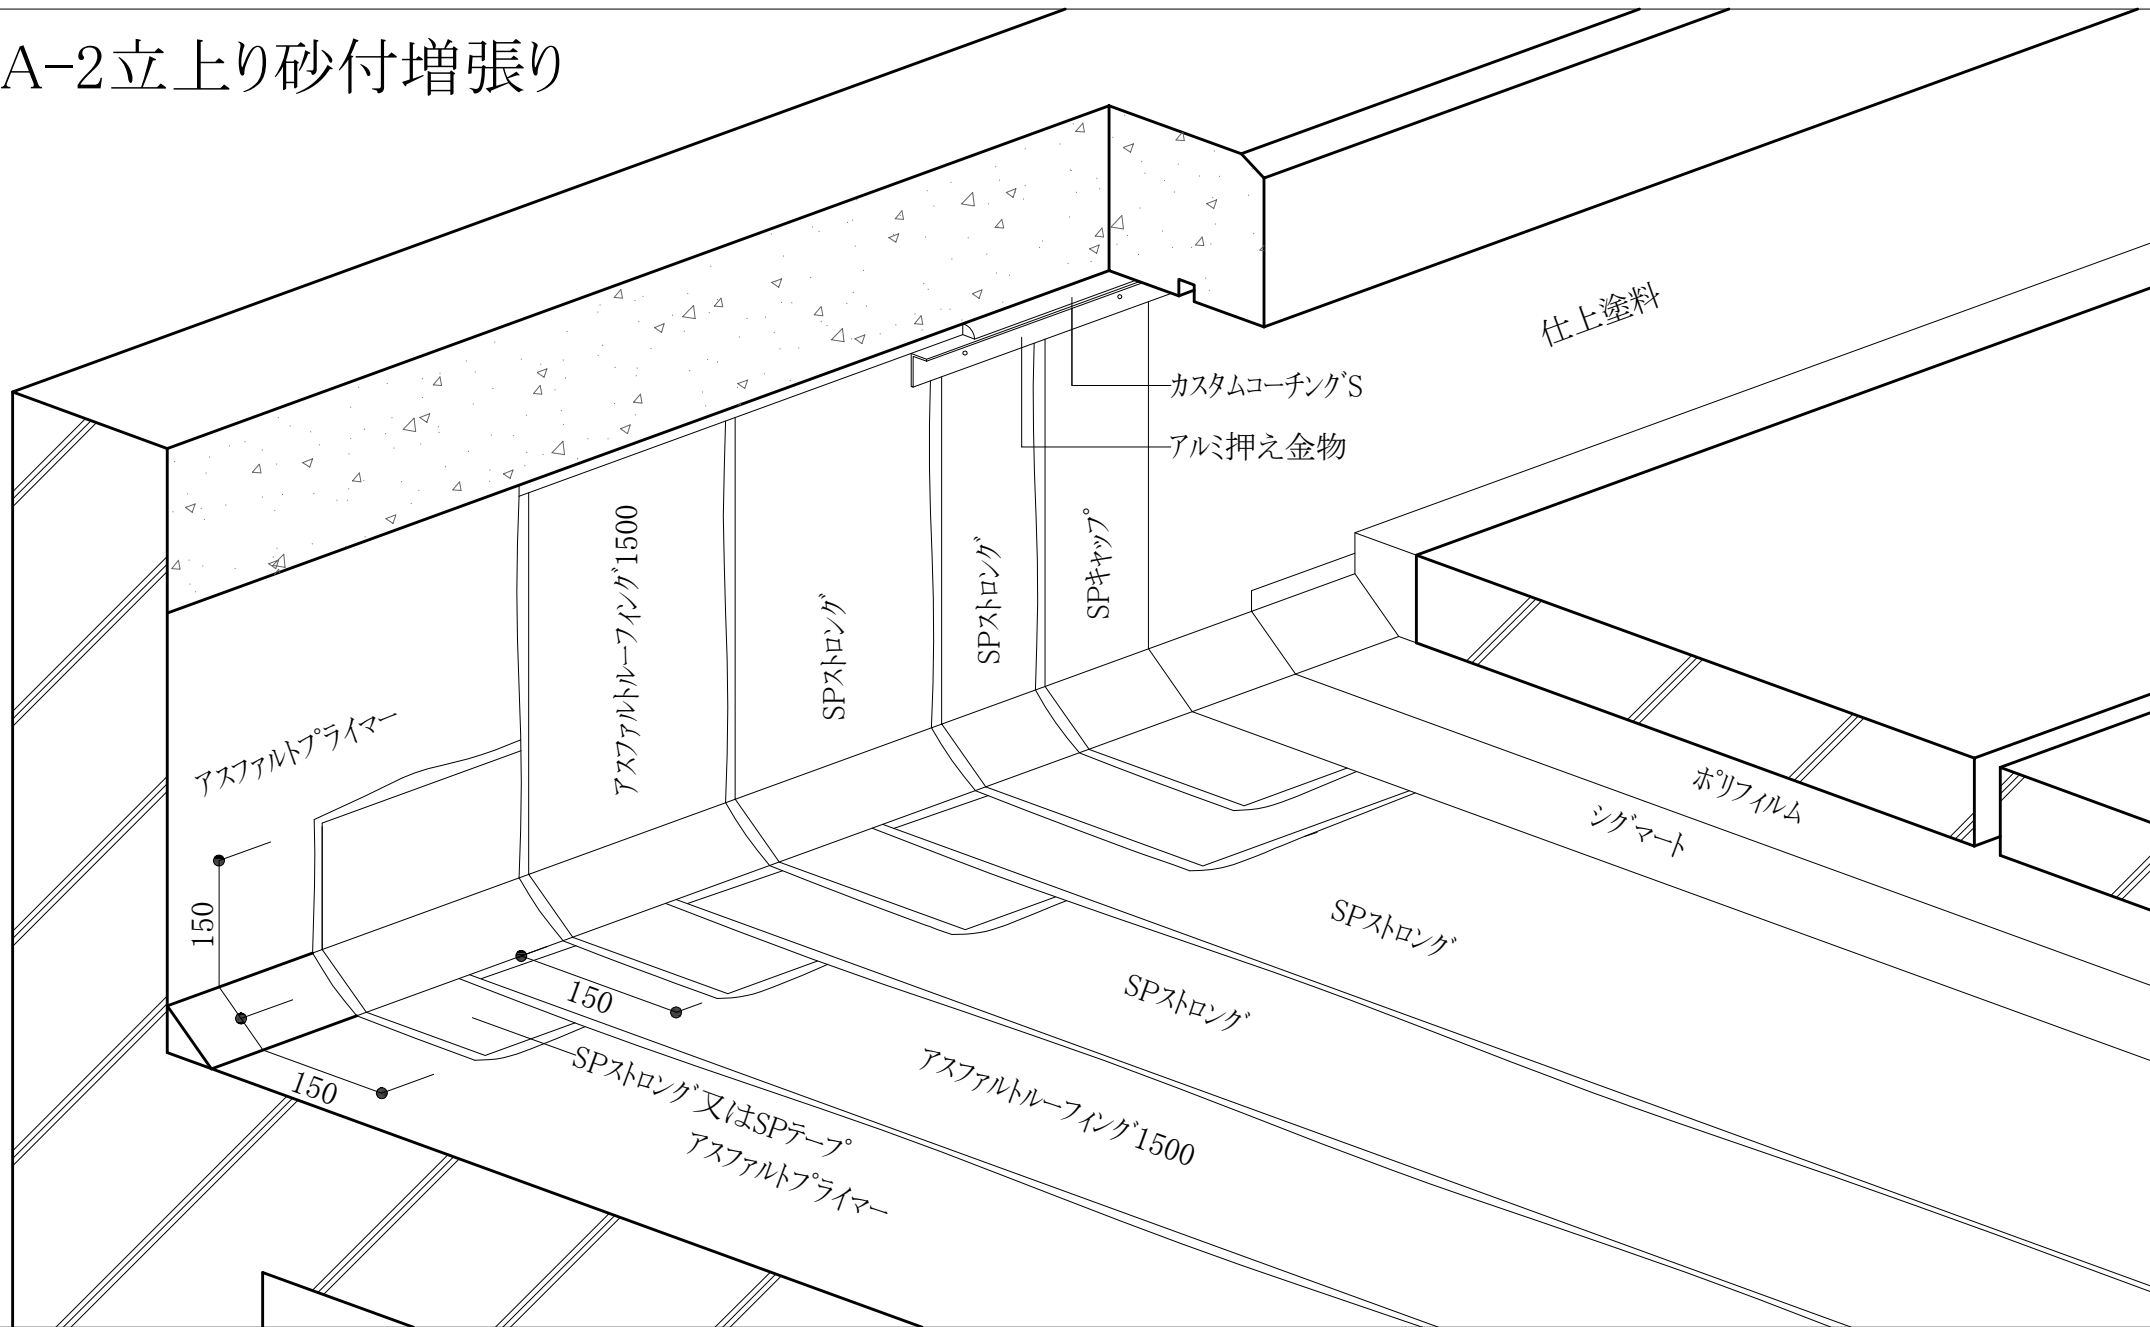 A-2立上り砂付増張り
仕上塗料
カスタムコーチングS
アルミ押え金物
アスファルトルーフィング1500
SPストロング
SPストロング
SPキャップ
アスファルトプライマー
ポリフィルム
シグマート
SPストロング
SPストロング
アスファルトルーフィング1500
SPストロング又はSPテープ
アスファルトプライマー
150
150
150